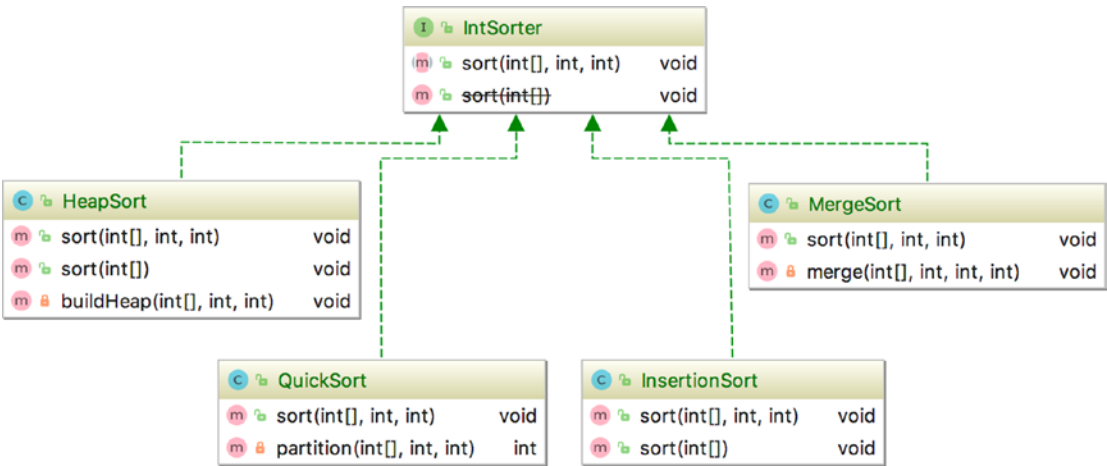 I IntSorter
m sort(int[], int, int) void
m sort(int[]) void
C HeapSort
m sort(int[], int, int) void
m sort(int[]) void
m buildHeap(int[], int, int) void
C MergeSort
m sort(int[], int, int) void
m merge(int[], int, int, int) void
C QuickSort
m sort(int[], int, int) void
m partition(int[], int, int) int
C InsertionSort
m sort(int[], int, int) void
m sort(int[]) void